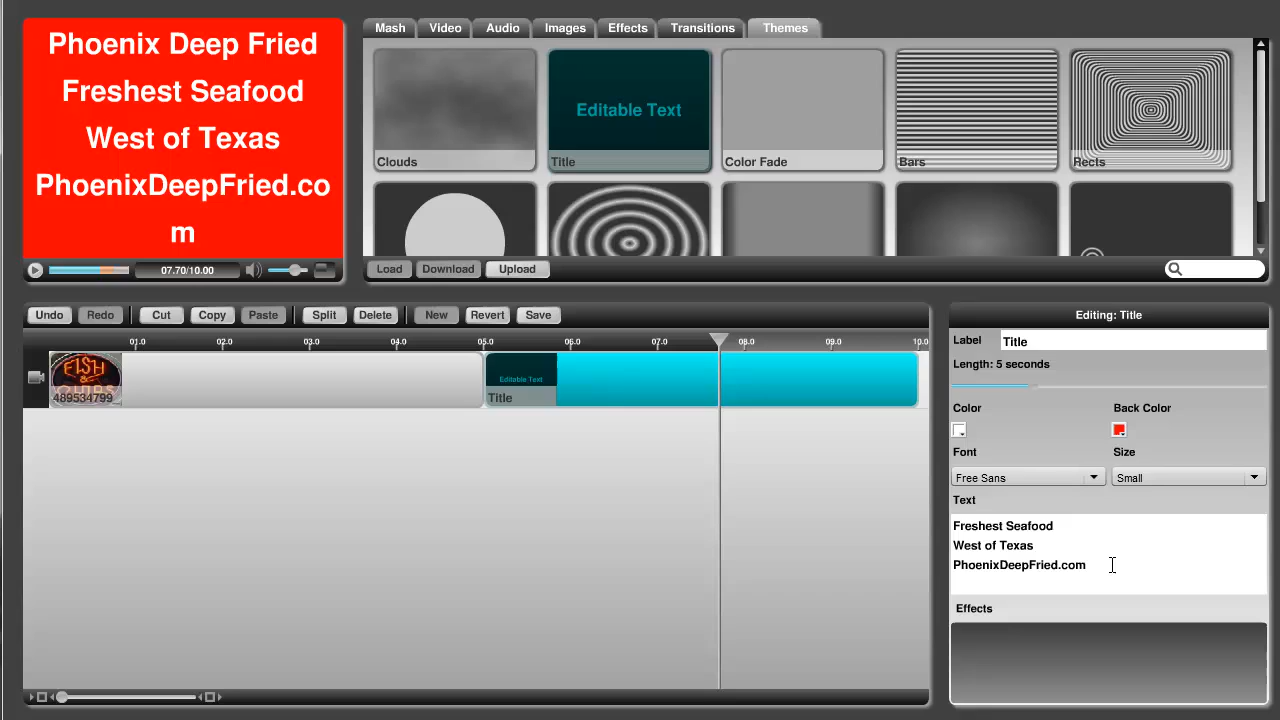 Phoenix Deep Fried
Freshest Seafood
West of Texas
PhoenixDeepFried.co
m
07.70/10.00
Mash Video Audio Images Effects Transitions Themes
Editable Text
Clouds Title Color Fade Bars Rects
Load Download Upload
Undo Redo Cut Copy Paste Split Delete New Revert Save
01.0 02.0 03.0 04.0 05.0 06.0 07.0 08.0 09.0 10.0
FISH
&
CHIPS
489534799
Editable Text
Title
Editing: Title
Label Title
Length: 5 seconds
Color Back Color
Font Size
Free Sans Small
Text
Freshest Seafood
West of Texas
PhoenixDeepFried.com
Effects